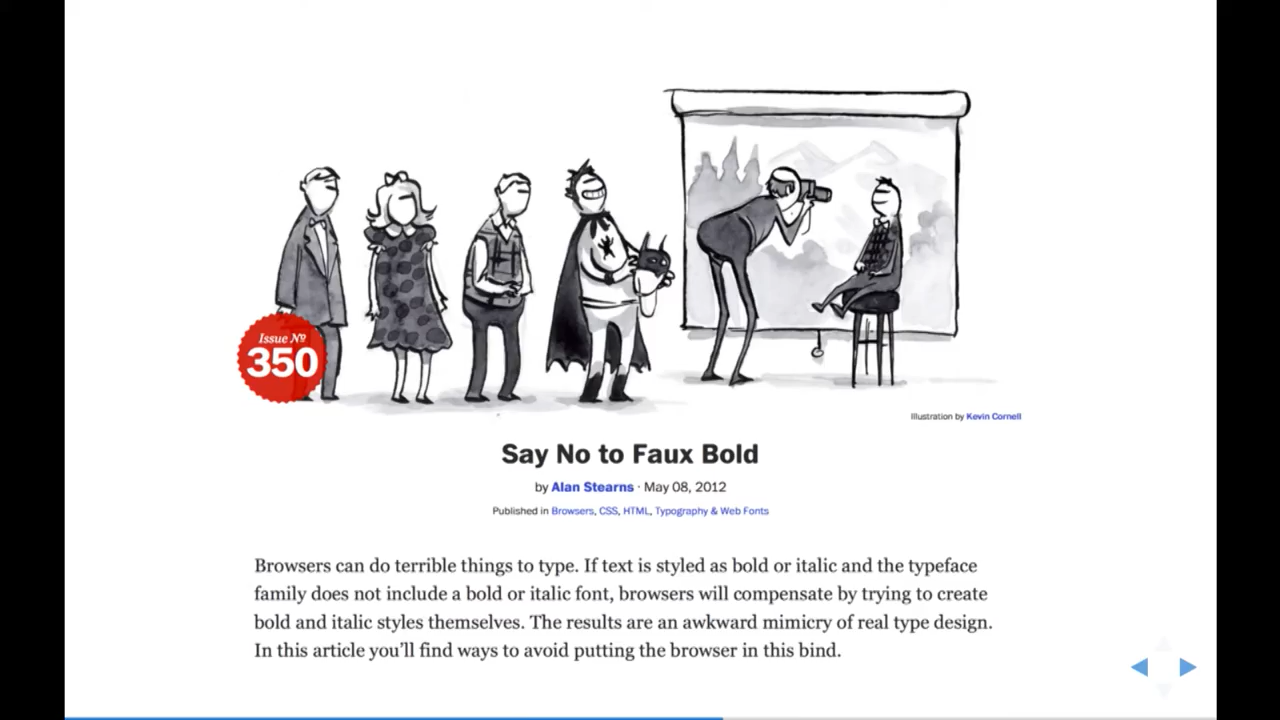 Issue Nº
350
Illustration by Kevin Cornell
Say No to Faux Bold
by Alan Stearns · May 08, 2012
Published in Browsers, CSS, HTML, Typography & Web Fonts
Browsers can do terrible things to type. If text is styled as bold or italic and the typeface
family does not include a bold or italic font, browsers will compensate by trying to create
bold and italic styles themselves. The results are an awkward mimicry of real type design.
In this article you’ll find ways to avoid putting the browser in this bind.